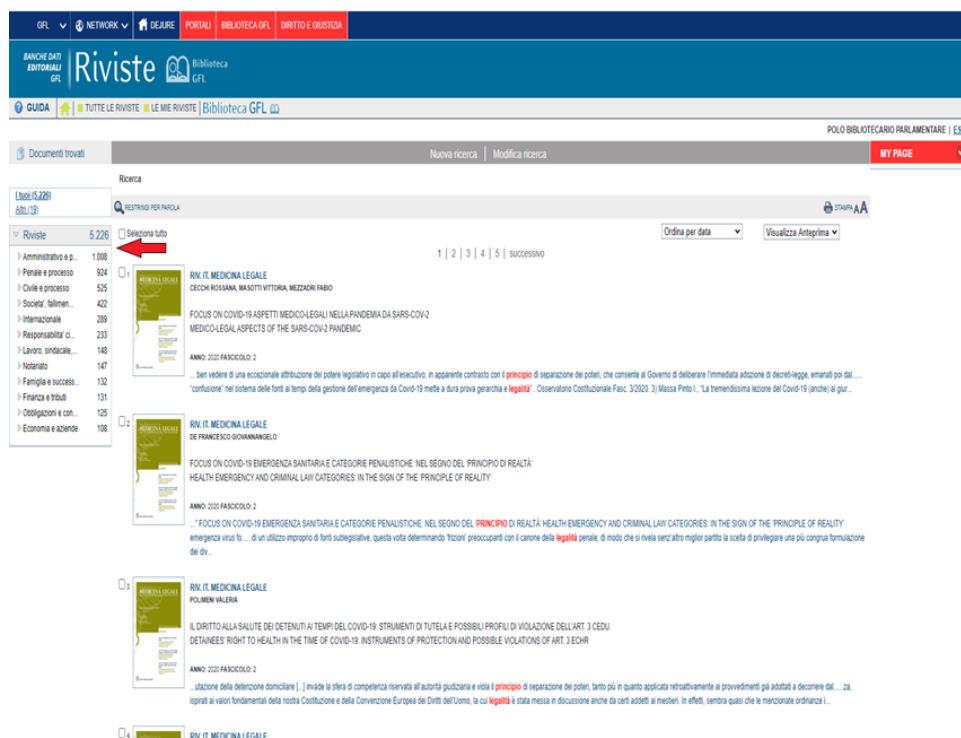 GFL NETWORK DEJURE PORTALI BIBLIOTECA GFL DIRITTO E GIUSTIZIA
BANCHE DATI
EDITORIALI
GFL
Riviste
Biblioteca
GFL
GUIDA TUTTE LE RIVISTE LE MIE RIVISTE Biblioteca GFL
POLO BIBLIOTECARIO PARLAMENTARE | ES
Documenti trovati
Nuova ricerca | Modifica ricerca
MY PAGE
Ricerca
I tuoi (5.226)
Altri (19)
RESTRINGI PER PAROLA
STAMPA A A
Riviste 5.226
Amministrativo e p... 1.008
Penale e processo 924
Civile e processo 525
Societa', fallimen... 422
Internazionale 289
Responsabilita' ci... 233
Lavoro, sindacale,... 148
Notariato 147
Famiglia e success... 132
Finanza e tributi 131
Obbligazioni e con... 125
Economia e aziende 108
Seleziona tutto
Ordina per data
Visualizza Anteprima
1 | 2 | 3 | 4 | 5 | successivo
1
MEDICINA LEGALE
RIV. IT. MEDICINA LEGALE
CECCHI ROSSANA, MASOTTI VITTORIA, MEZZADRI FABIO
FOCUS ON COVID-19 ASPETTI MEDICO-LEGALI NELLA PANDEMIA DA SARS-COV-2
MEDICO-LEGAL ASPECTS OF THE SARS-COV-2 PANDEMIC
ANNO: 2020 FASCICOLO: 2
... ben vedere di una eccezionale attribuzione del potere legislativo in capo all'esecutivo, in apparente contrasto con il principio di separazione dei poteri, che consente al Governo di deliberare l'immediata adozione di decreti-legge, emanati poi dal......
"confusione" nel sistema delle fonti ai tempi della gestione dell'emergenza da Covid-19 mette a dura prova gerarchia e legalità". Osservatorio Costituzionale Fasc. 3/2020. 3) Massa Pinto I., "La tremendissima lezione del Covid-19 (anche) ai giur...
2
MEDICINA LEGALE
RIV. IT. MEDICINA LEGALE
DE FRANCESCO GIOVANNANGELO
FOCUS ON COVID-19 EMERGENZA SANITARIA E CATEGORIE PENALISTICHE: NEL SEGNO DEL 'PRINCIPIO DI REALTÀ'
HEALTH EMERGENCY AND CRIMINAL LAW CATEGORIES: IN THE SIGN OF THE 'PRINCIPLE OF REALITY'
ANNO: 2020 FASCICOLO: 2
..." FOCUS ON COVID-19 EMERGENZA SANITARIA E CATEGORIE PENALISTICHE: NEL SEGNO DEL 'PRINCIPIO DI REALTÀ' HEALTH EMERGENCY AND CRIMINAL LAW CATEGORIES: IN THE SIGN OF THE 'PRINCIPLE OF REALITY'
emergenza virus fo......di un utilizzo improprio di fonti sublegislative, questa volta determinando 'frizioni' preoccupanti con il canone della legalità penale; di modo che si rivela senz'altro miglior partito la scelta di privilegiare una più congrua formulazione
dei div...
3
MEDICINA LEGALE
RIV. IT. MEDICINA LEGALE
POLIMENI VALERIA
IL DIRITTO ALLA SALUTE DEI DETENUTI AI TEMPI DEL COVID-19: STRUMENTI DI TUTELA E POSSIBILI PROFILI DI VIOLAZIONE DELL'ART. 3 CEDU
DETAINEES' RIGHT TO HEALTH IN THE TIME OF COVID-19: INSTRUMENTS OF PROTECTION AND POSSIBLE VIOLATIONS OF ART. 3 ECHR
ANNO: 2020 FASCICOLO: 2
...utazione della detenzione domiciliare [...] invade la sfera di competenza riservata all'autorità giudiziaria e viola il principio di separazione dei poteri, tanto più in quanto applicata retroattivamente ai provvedimenti già adottati a decorrere dal......za,
ispirati ai valori fondamentali della nostra Costituzione e della Convenzione Europea dei Diritti dell'Uomo, la cui legalità è stata messa in discussione anche da certi addetti ai mestieri. In effetti, sembra quasi che le menzionate ordinanze i...
4
RIV. IT. MEDICINA LEGALE